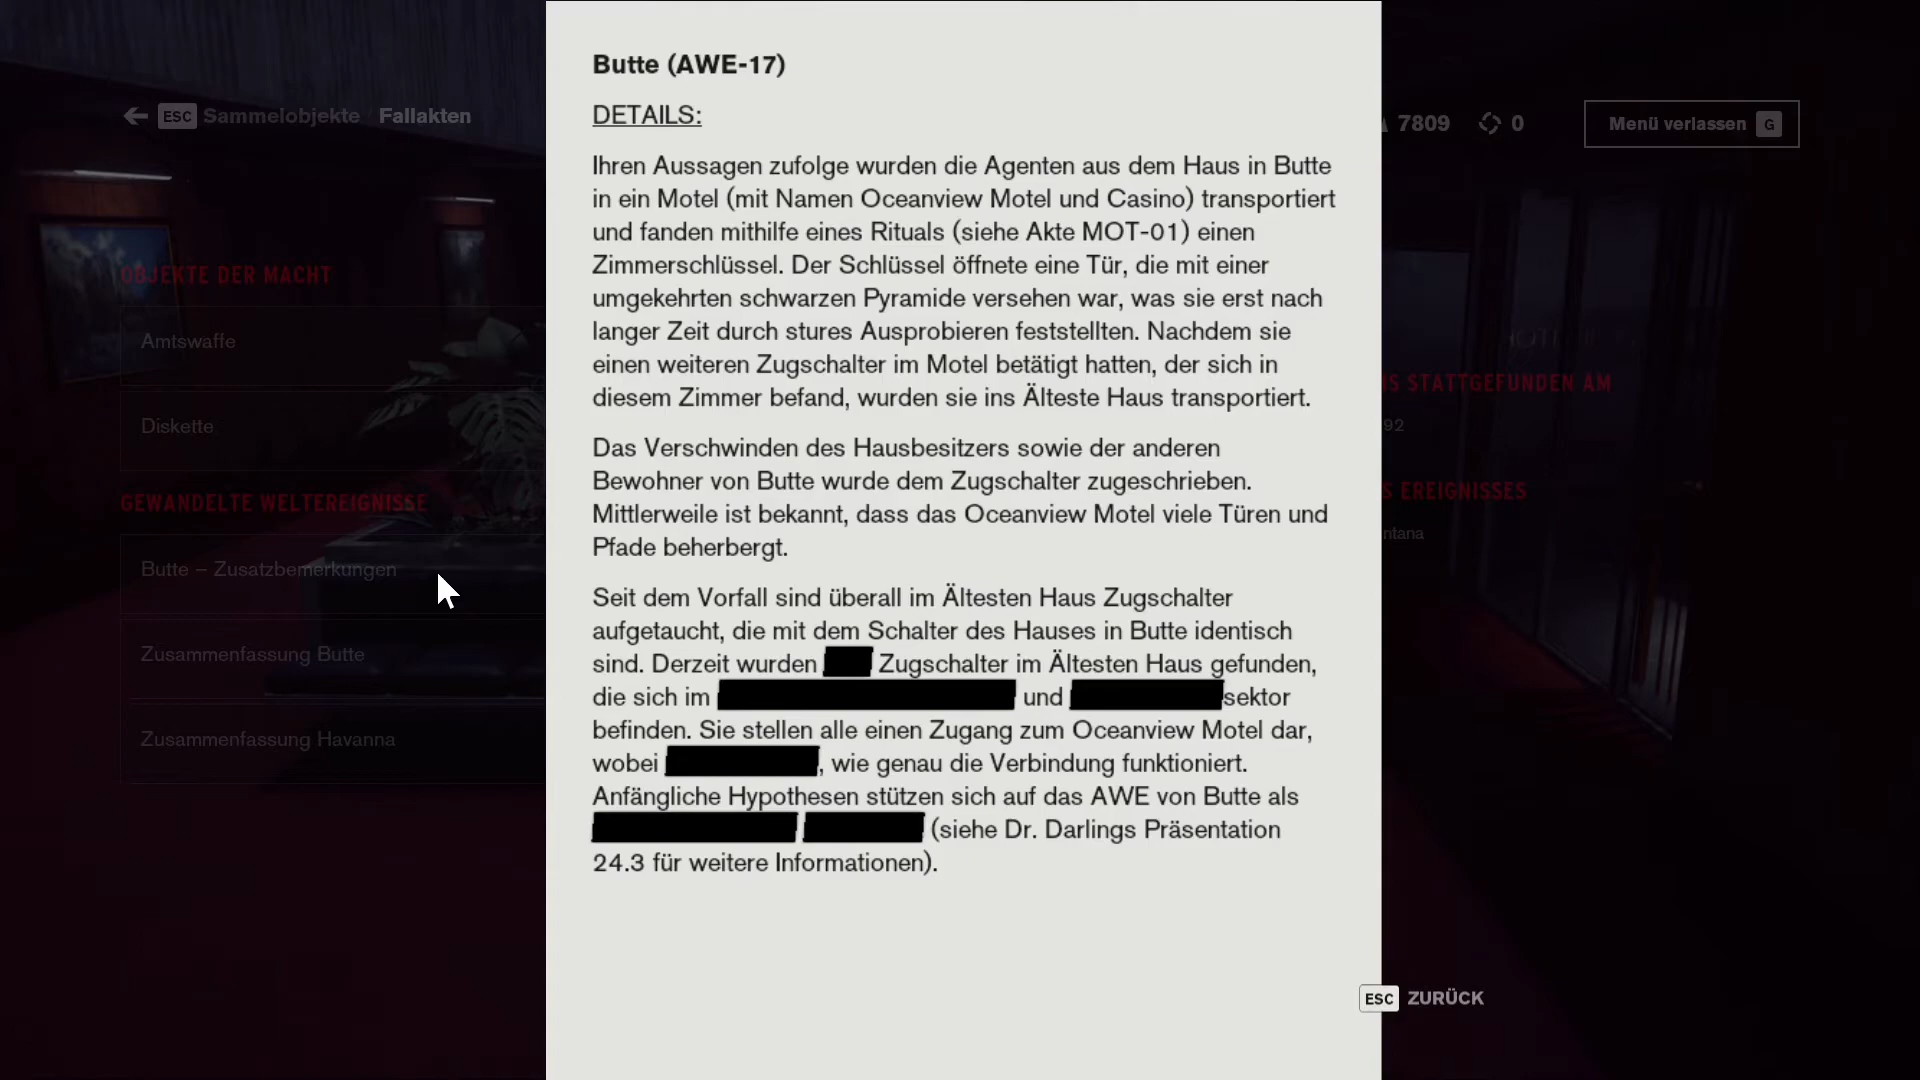 Butte (AWE-17)
DETAILS:
Ihren Aussagen zufolge wurden die Agenten aus dem Haus in Butte
in ein Motel (mit Namen Oceanview Motel und Casino) transportiert
und fanden mithilfe eines Rituals (siehe Akte MOT-01) einen
Zimmerschlüssel. Der Schlüssel öffnete eine Tür, die mit einer
umgekehrten schwarzen Pyramide versehen war, was sie erst nach
langer Zeit durch stures Ausprobieren feststellten. Nachdem sie
einen weiteren Zugschalter im Motel betätigt hatten, der sich in
diesem Zimmer befand, wurden sie ins Älteste Haus transportiert.
Das Verschwinden des Hausbesitzers sowie der anderen
Bewohner von Butte wurde dem Zugschalter zugeschrieben.
Mittlerweile ist bekannt, dass das Oceanview Motel viele Türen und
Pfade beherbergt.
Seit dem Vorfall sind überall im Ältesten Haus Zugschalter
aufgetaucht, die mit dem Schalter des Hauses in Butte identisch
sind. Derzeit wurden Zugschalter im Ältesten Haus gefunden,
die sich im und sektor
befinden. Sie stellen alle einen Zugang zum Oceanview Motel dar,
wobei , wie genau die Verbindung funktioniert.
Anfängliche Hypothesen stützen sich auf das AWE von Butte als
(siehe Dr. Darlings Präsentation
24.3 für weitere Informationen).
ESC Sammelobjekte / Fallakten
OBJEKTE DER MACHT
Amtswaffe
Diskette
GEWANDELTE WELTEREIGNISSE
Butte – Zusatzbemerkungen
Zusammenfassung Butte
Zusammenfassung Havanna
7809 0
Menü verlassen G
S STATTGEFUNDEN AM
92
S EREIGNISSES
ntana
ESC ZURÜCK